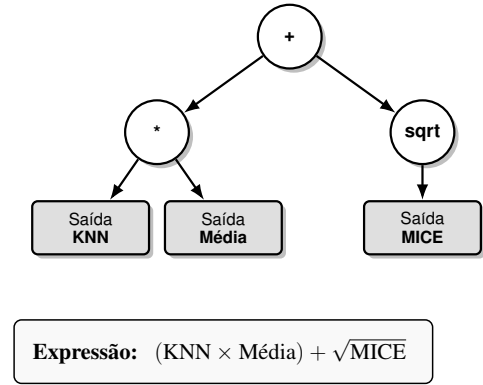 +
*
sqrt
Saída
KNN
Saída
Média
Saída
MICE
Expressão: (KNN × Média) + √MICE